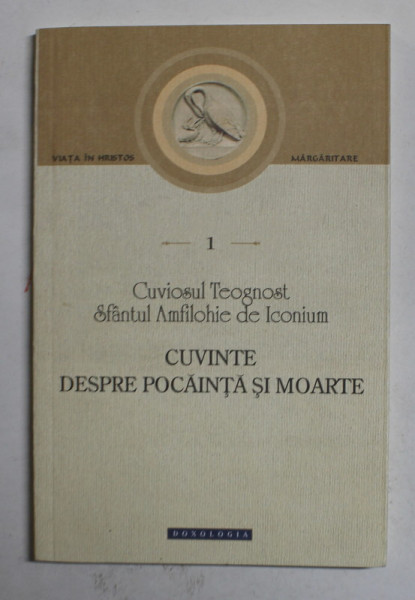 VIAȚA ÎN HRISTOS
MĂRGĂRITARE
1
Cuviosul Teognost
Sfântul Amfilohie de Iconium
CUVINTE
DESPRE POCĂINȚĂ ȘI MOARTE
DOXOLOGIA